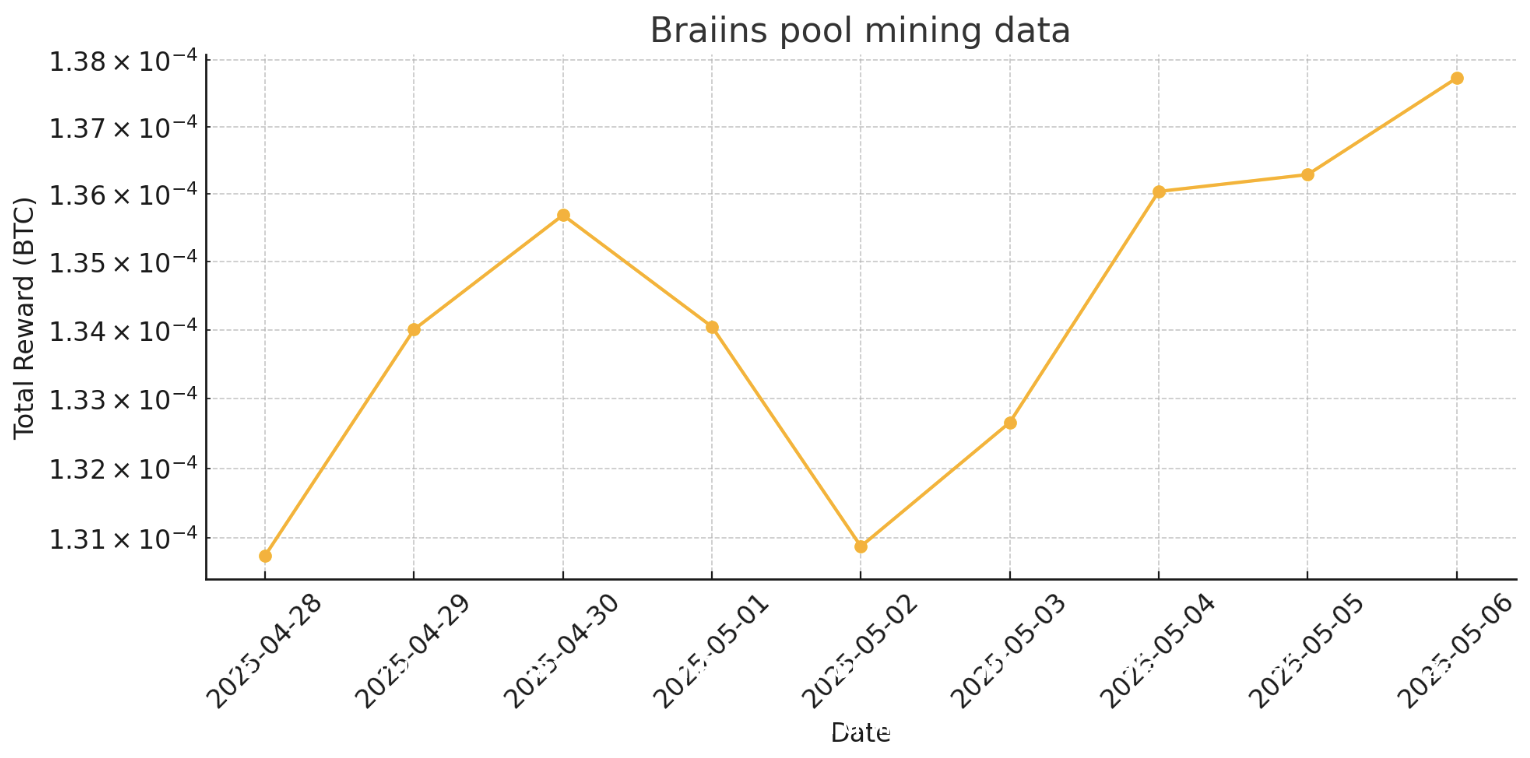 Braiins pool mining data
Total Reward (BTC)
1.38 × 10⁻⁴
1.37 × 10⁻⁴
1.36 × 10⁻⁴
1.35 × 10⁻⁴
1.34 × 10⁻⁴
1.33 × 10⁻⁴
1.32 × 10⁻⁴
1.31 × 10⁻⁴
2025-04-28
2025-04-29
2025-04-30
2025-05-01
2025-05-02
2025-05-03
2025-05-04
2025-05-05
2025-05-06
Date